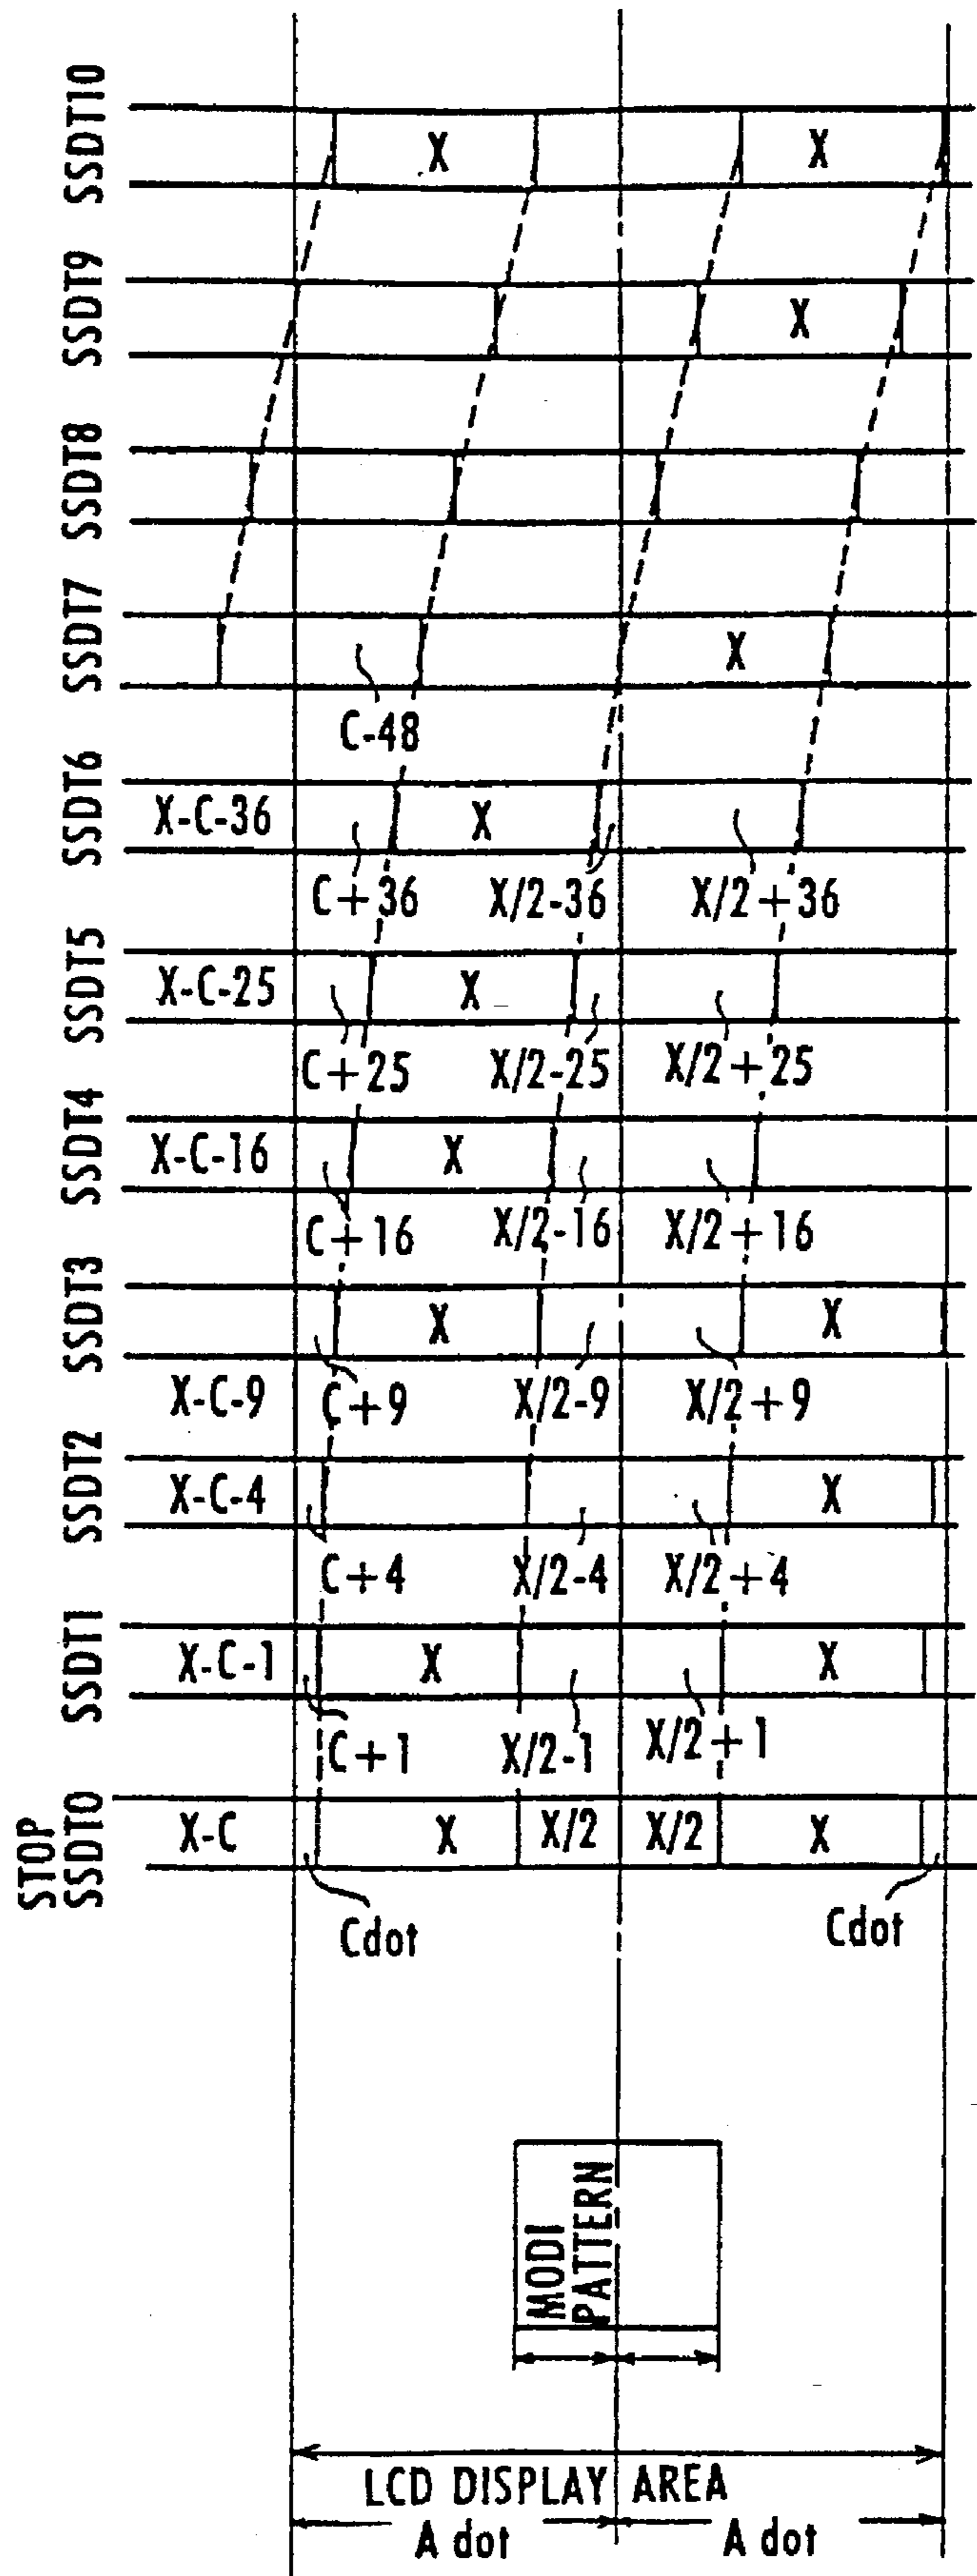 SSDT10
X
X
SSDT9
X
SSDT8
SSDT7
X
C-48
SSDT6
X-C-36
X
C+36
X/2-36
X/2+36
SSDT5
X-C-25
X
C+25
X/2-25
X/2+25
SSDT4
X-C-16
X
C+16
X/2-16
X/2+16
SSDT3
X
X
X-C-9
C+9
X/2-9
X/2+9
SSDT2
X-C-4
X
C+4
X/2-4
X/2+4
SSDT1
X-C-1
X
X
C+1
X/2-1
X/2+1
STOP
SSDT0
X-C
X
X/2
X/2
X
Cdot
Cdot
MODI
PATTERN
LCD DISPLAY AREA
A dot
A dot